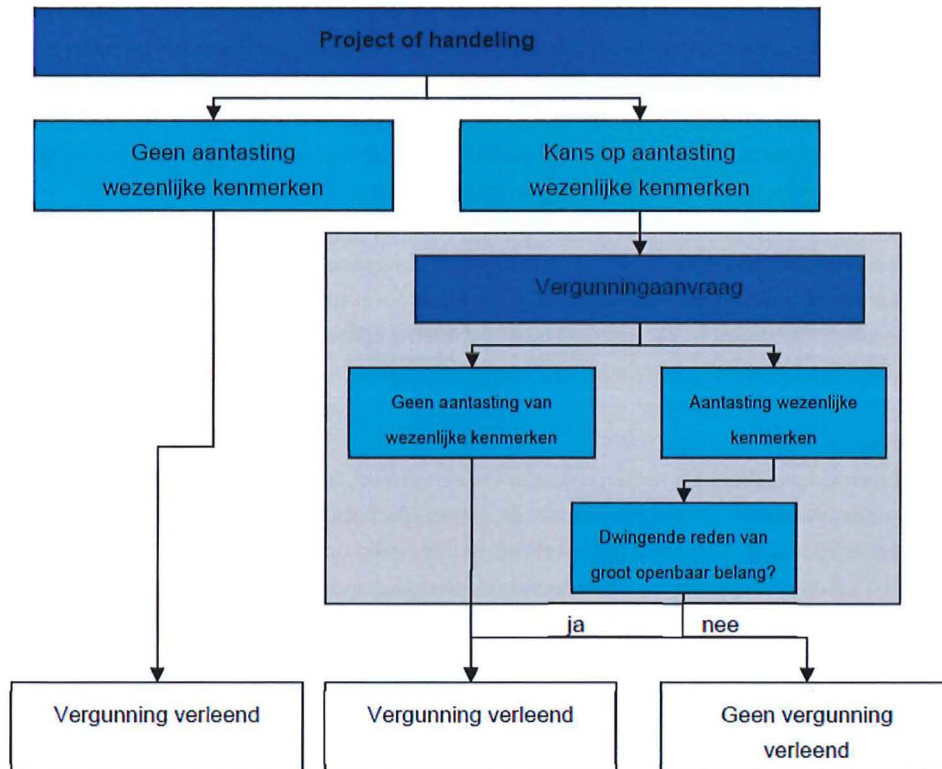 Project of handeling
Geen aantasting
wezenlijke kenmerken
Kans op aantasting
wezenlijke kenmerken
Vergunningaanvraag
Geen aantasting van
wezenlijke kenmerken
Aantasting wezenlijke
kenmerken
Dwingende reden van
groot openbaar belang?
ja
nee
Vergunning verleend
Vergunning verleend
Geen vergunning
verleend